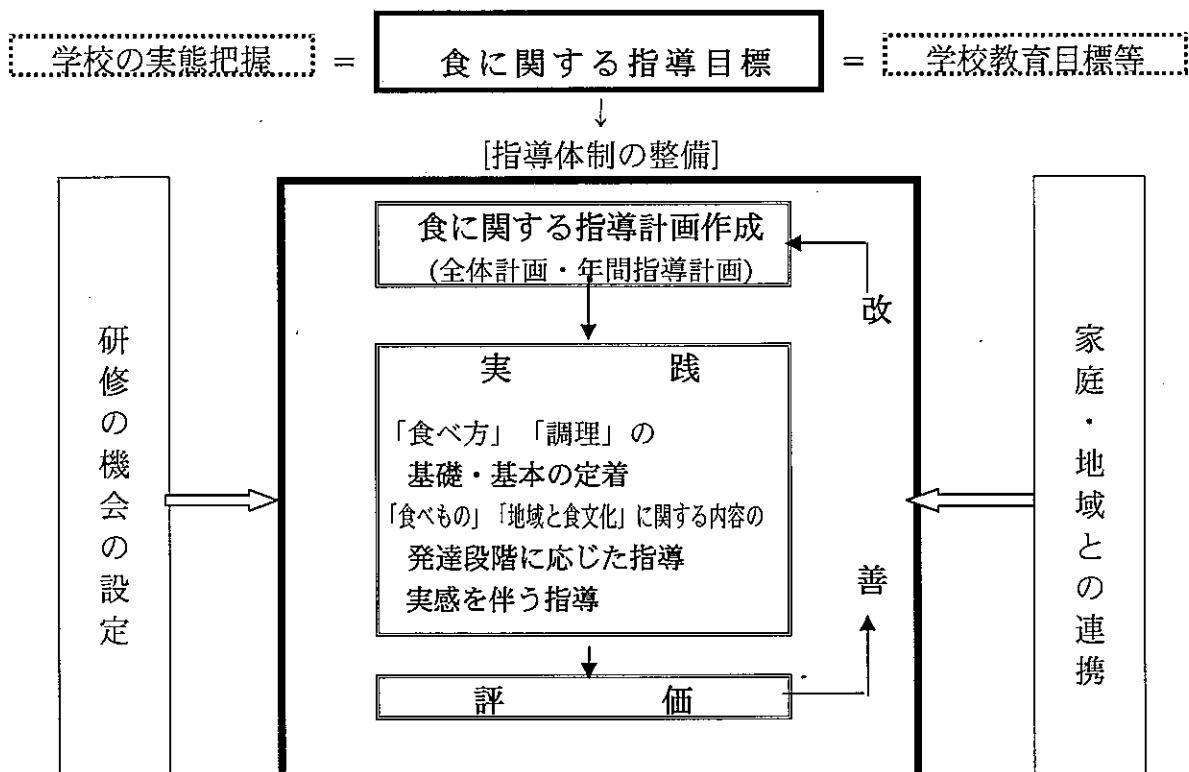 学校の実態把握 = 食に関する指導目標 = 学校教育目標等
↓
[指導体制の整備]
研修の機会の設定
食に関する指導計画作成
(全体計画・年間指導計画)
実 践
「食べ方」「調理」の
基礎・基本の定着
「食べもの」「地域と食文化」に関する内容の
発達段階に応じた指導
実感を伴う指導
評 価
改
善
家庭・地域との連携